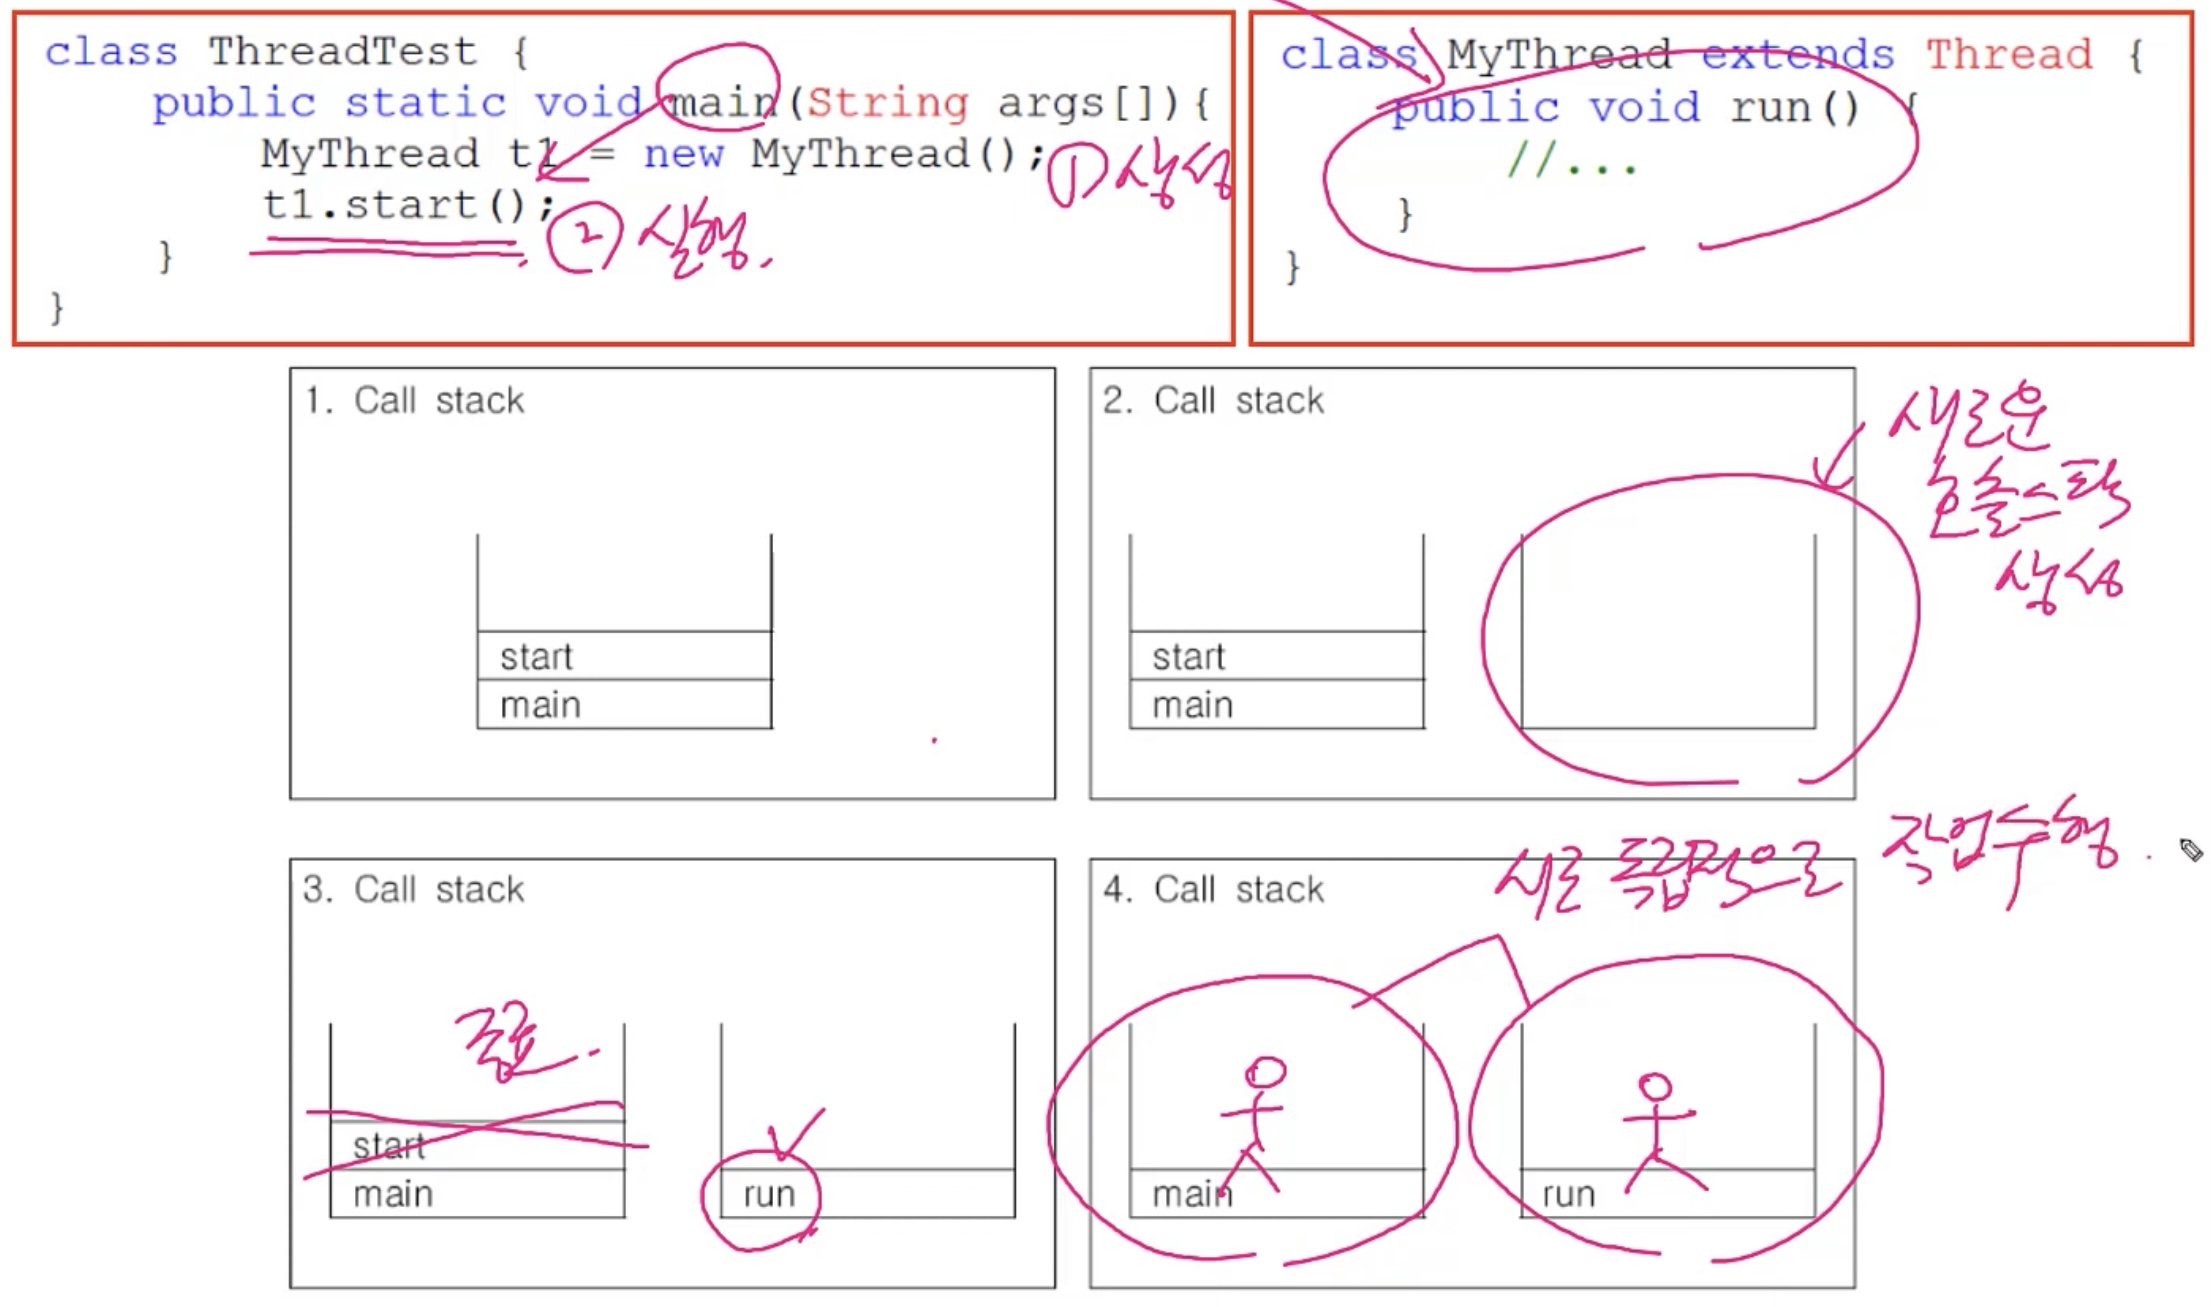 class ThreadTest {
public static void main(String args[]){
MyThread t1 = new MyThread();
① 생성
t1.start();
② 실행.
}
}
class MyThread extends Thread {
public void run() {
//...
}
}
1. Call stack
start
main
2. Call stack
start
main
새로운
호출스택
생성
3. Call stack
종료.
start
main
run
4. Call stack
서로 독립적으로 작업수행.
main
run